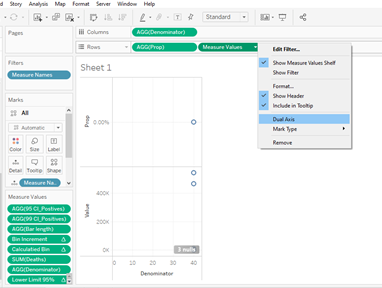 Story Analysis Map Format Server Window Help
Standard
Pages
Columns AGG(Denominator)
Rows AGG(Prop) Measure Values
Filters
Measure Names
Marks
All
Automatic
Color Size Label
Detail Tooltip Shape
Measure Na..
Measure Values
AGG(95 CI_Postives)
AGG(99 CI_Positives)
AGG(Bar length)
Bin Increment
Calculatied Bin
SUM(Deaths)
AGG(Denominator)
Lower Limit 95%
Sheet 1
Prop
0.00%
Value
400K
200K
0K
3 nulls
0 10 20 30 40
Denominator
Edit Filter...
Show Measure Values Shelf
Show Filter
Format...
Show Header
Include in Tooltip
Dual Axis
Mark Type
Remove